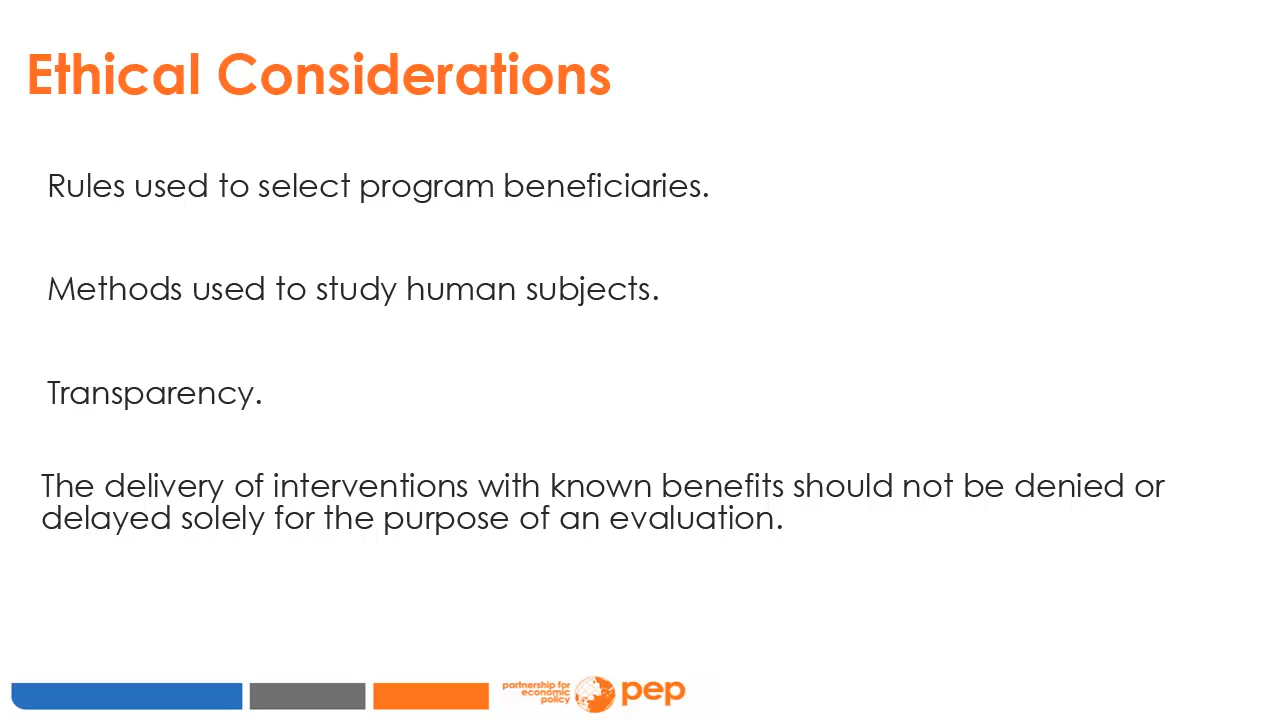 Ethical Considerations
Rules used to select program beneficiaries.
Methods used to study human subjects.
Transparency.
The delivery of interventions with known benefits should not be denied or
delayed solely for the purpose of an evaluation.
partnership for
economic
policy
pep